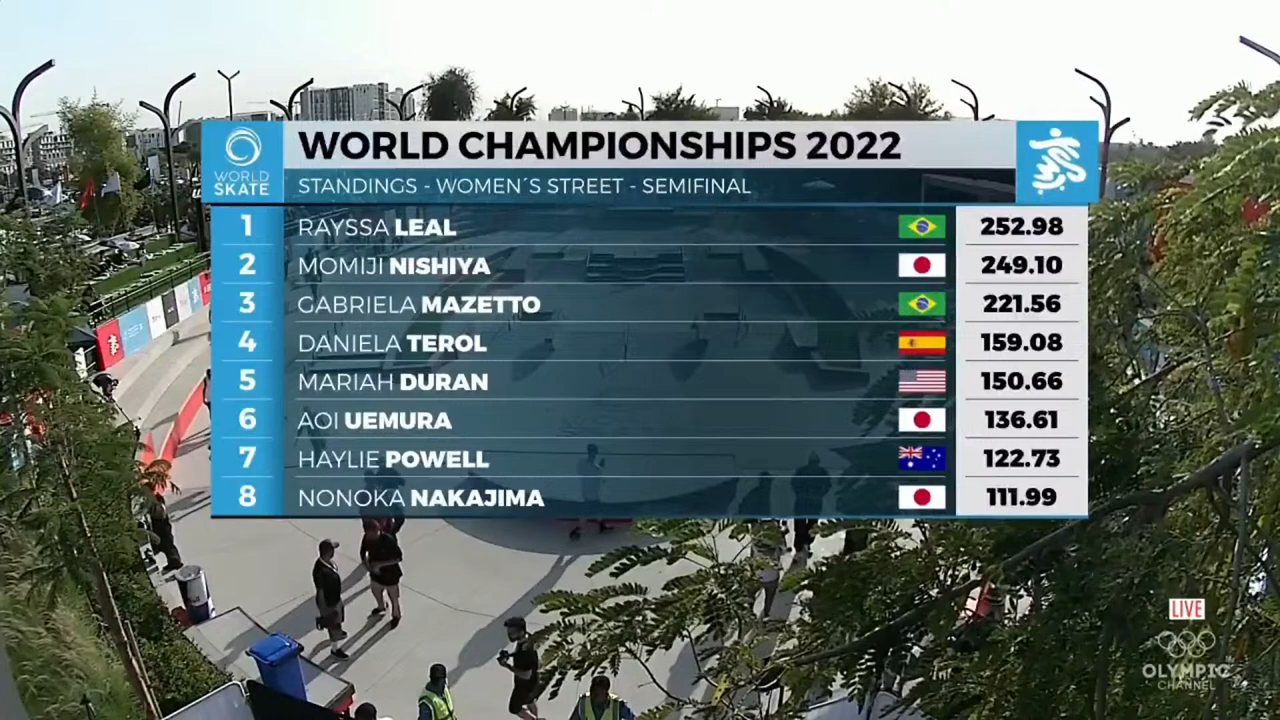 WORLD SKATE
WORLD CHAMPIONSHIPS 2022
STANDINGS - WOMEN´S STREET - SEMIFINAL
1 RAYSSA LEAL 252.98
2 MOMIJI NISHIYA 249.10
3 GABRIELA MAZETTO 221.56
4 DANIELA TEROL 159.08
5 MARIAH DURAN 150.66
6 AOI UEMURA 136.61
7 HAYLIE POWELL 122.73
8 NONOKA NAKAJIMA 111.99
LIVE
OLYMPIC
CHANNEL